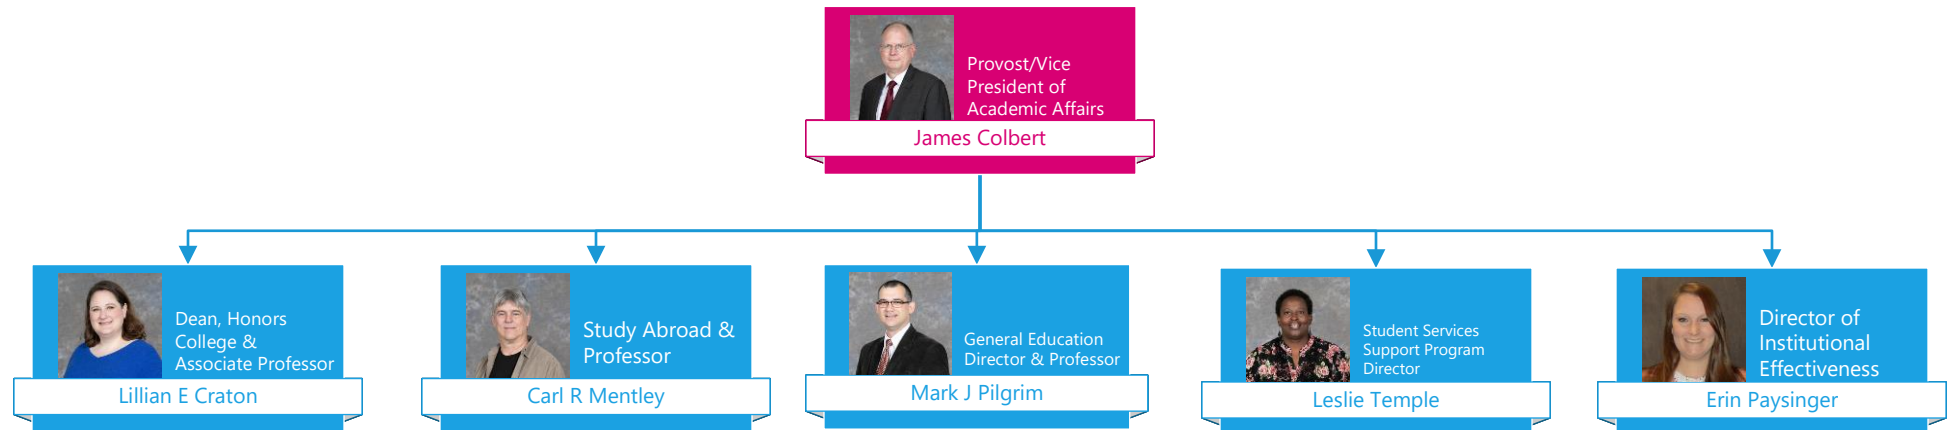 Provost/Vice
President of
Academic Affairs
James Colbert
Dean, Honors
College &
Associate Professor
Lillian E Craton
Study Abroad &
Professor
Carl R Mentley
General Education
Director & Professor
Mark J Pilgrim
Student Services
Support Program
Director
Leslie Temple
Director of
Institutional
Effectiveness
Erin Paysinger